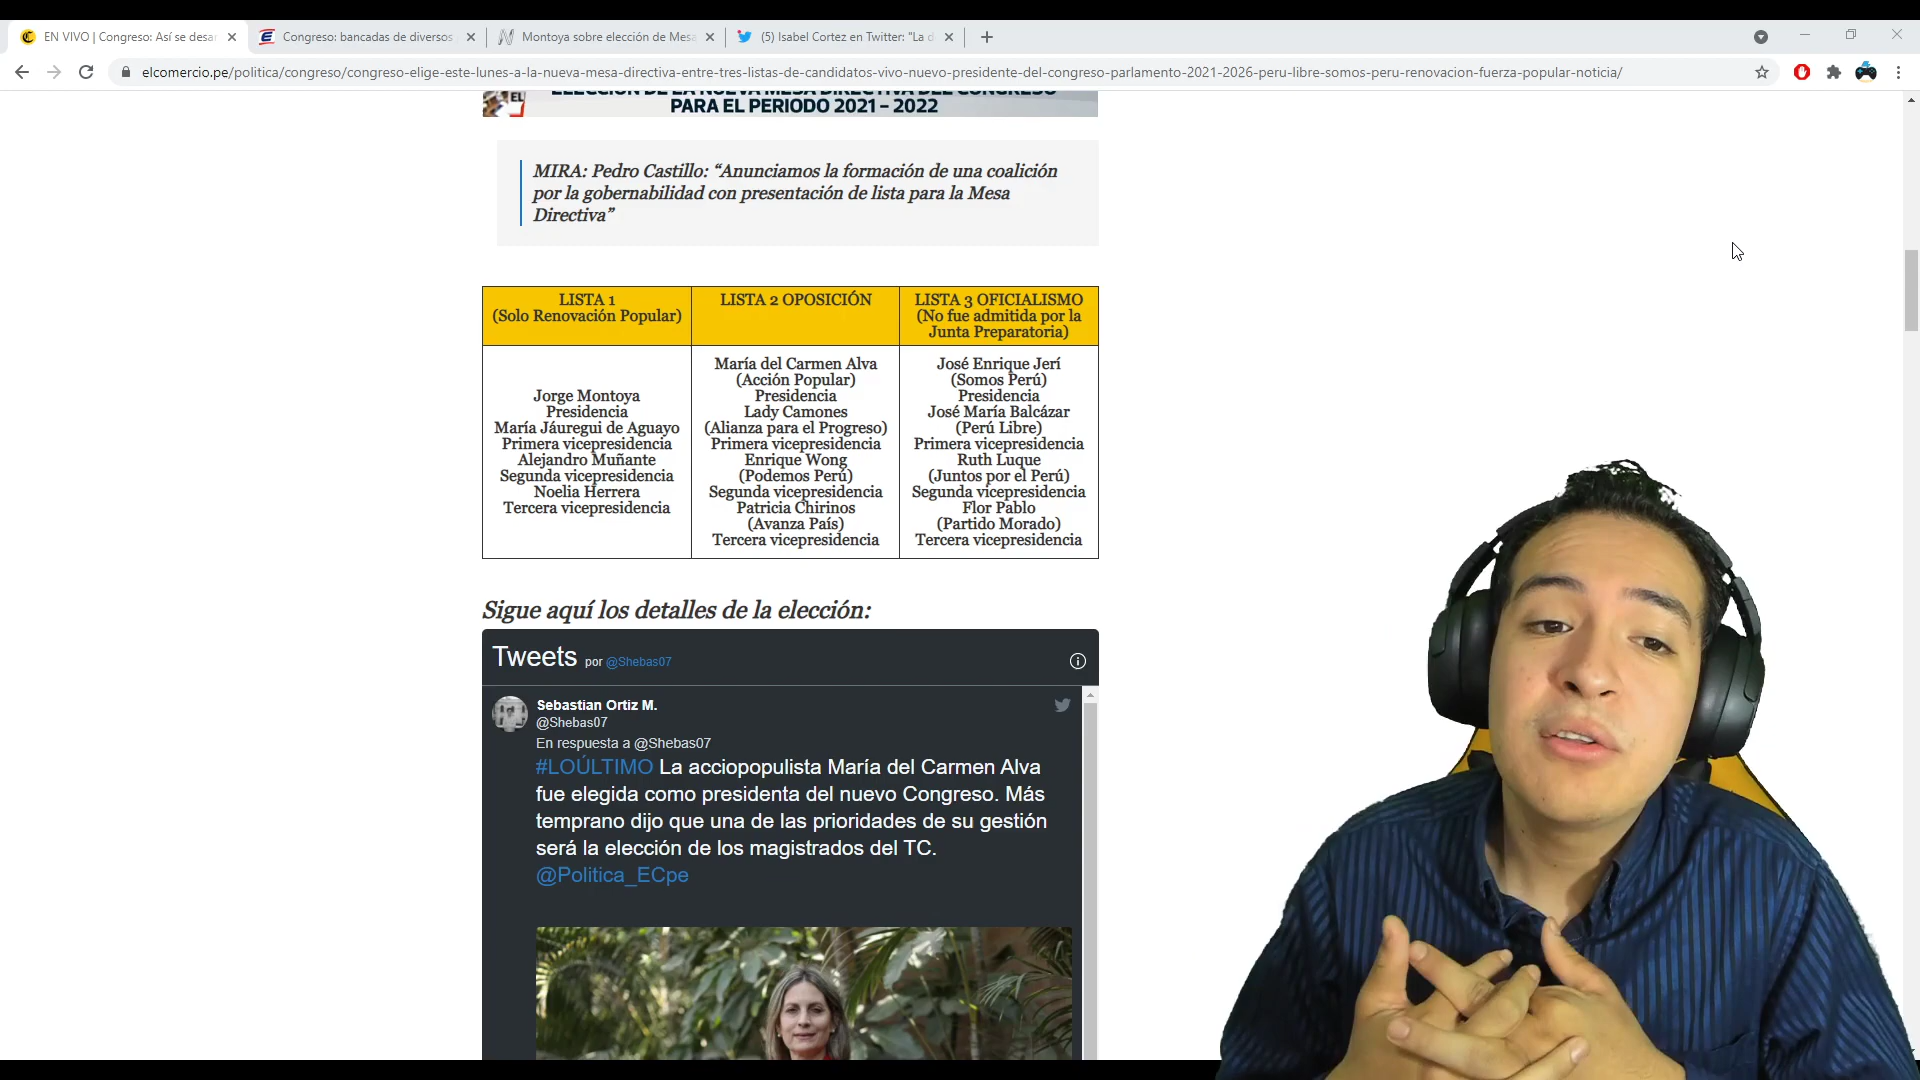 EN VIVO | Congreso: Así se desar
Congreso: bancadas de diversos
Montoya sobre elección de Mesa
(5) Isabel Cortez en Twitter: "La d
elcomercio.pe/politica/congreso/congreso-elige-este-lunes-a-la-nueva-mesa-directiva-entre-tres-listas-de-candidatos-vivo-nuevo-presidente-del-congreso-parlamento-2021-2026-peru-libre-somos-peru-renovacion-fuerza-popular-noticia/
EL
ELECCIÓN DE LA NUEVA MESA DIRECTIVA DEL CONGRESO
PARA EL PERIODO 2021 – 2022
MIRA: Pedro Castillo: “Anunciamos la formación de una coalición
por la gobernabilidad con presentación de lista para la Mesa
Directiva”
LISTA 1
(Solo Renovación Popular)
LISTA 2 OPOSICIÓN
LISTA 3 OFICIALISMO
(No fue admitida por la
Junta Preparatoria)
Jorge Montoya
Presidencia
María Jáuregui de Aguayo
Primera vicepresidencia
Alejandro Muñante
Segunda vicepresidencia
Noelia Herrera
Tercera vicepresidencia
María del Carmen Alva
(Acción Popular)
Presidencia
Lady Camones
(Alianza para el Progreso)
Primera vicepresidencia
Enrique Wong
(Podemos Perú)
Segunda vicepresidencia
Patricia Chirinos
(Avanza País)
Tercera vicepresidencia
José Enrique Jerí
(Somos Perú)
Presidencia
José María Balcázar
(Perú Libre)
Primera vicepresidencia
Ruth Luque
(Juntos por el Perú)
Segunda vicepresidencia
Flor Pablo
(Partido Morado)
Tercera vicepresidencia
Sigue aquí los detalles de la elección:
Tweets por @Shebas07
Sebastian Ortiz M.
@Shebas07
En respuesta a @Shebas07
#LOÚLTIMO La acciopopulista María del Carmen Alva
fue elegida como presidenta del nuevo Congreso. Más
temprano dijo que una de las prioridades de su gestión
será la elección de los magistrados del TC.
@Politica_ECpe